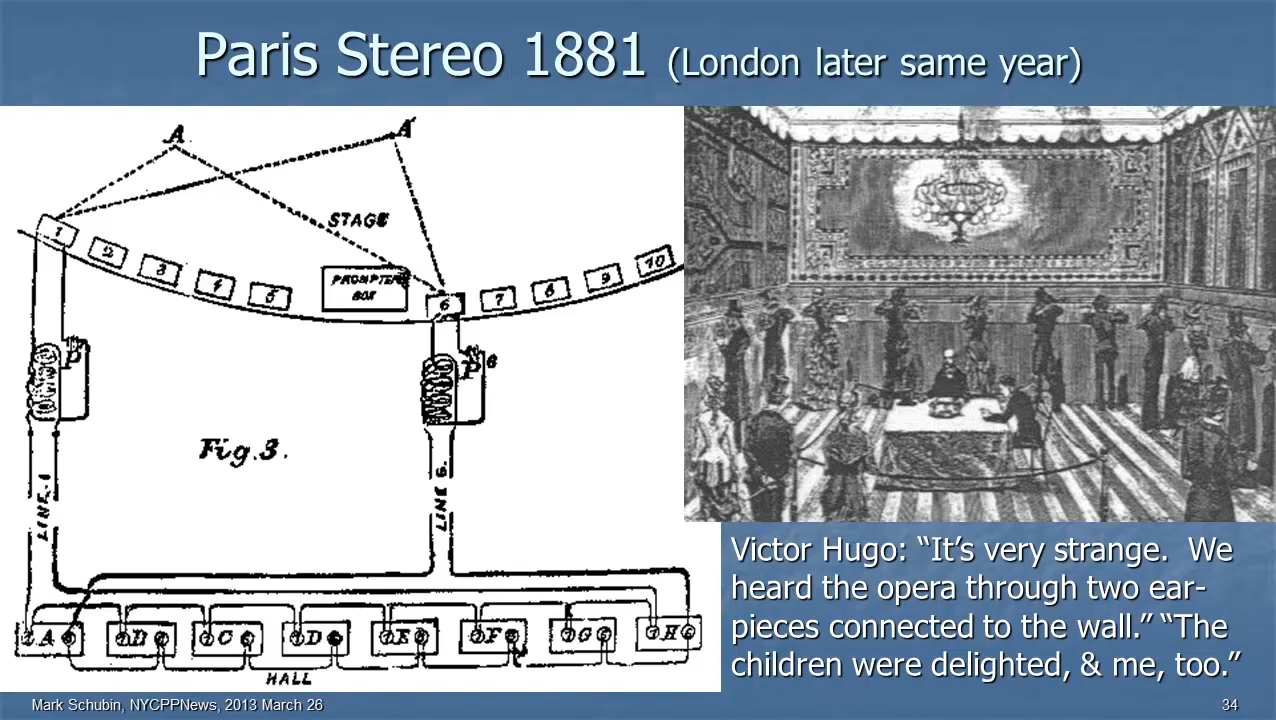 Paris Stereo 1881 (London later same year)
A A'
STAGE
1 2 3 4 5 PROMPTERS
BOX
6 7 8 9 10
P P 6
Fig. 3.
LINE. 1
LINE 6.
A B C D E F G H
HALL
Victor Hugo: “It’s very strange.  We
heard the opera through two ear-
pieces connected to the wall.” “The
children were delighted, & me, too.”
Mark Schubin, NYCPPNews, 2013 March 26
34